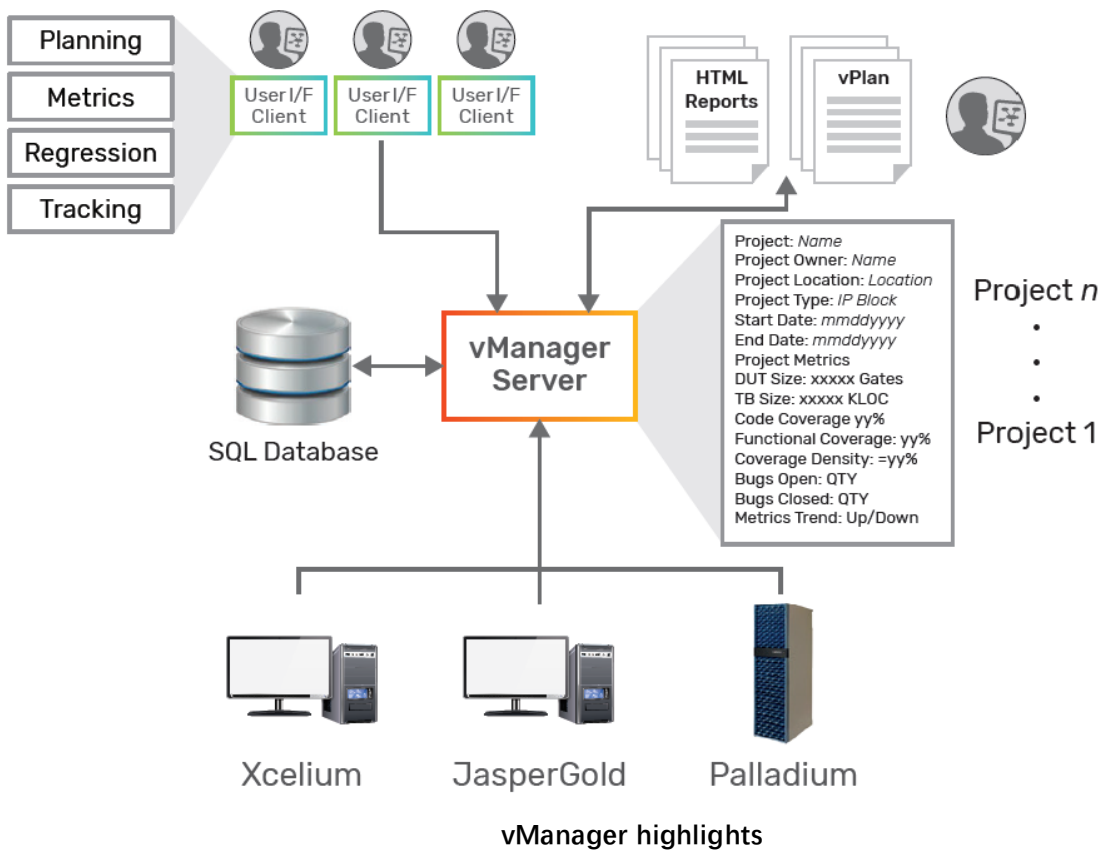 Planning
Metrics
Regression
Tracking
User I/F
Client
User I/F
Client
User I/F
Client
HTML
Reports
vPlan
Project: Name
Project Owner: Name
Project Location: Location
Project Type: IP Block
Start Date: mmddyyyy
End Date: mmddyyyy
Project Metrics
DUT Size: xxxxx Gates
TB Size: xxxxx KLOC
Code Coverage yy%
Functional Coverage: yy%
Coverage Density: =yy%
Bugs Open: QTY
Bugs Closed: QTY
Metrics Trend: Up/Down
Project n
Project 1
vManager
Server
SQL Database
Xcelium
JasperGold
Palladium
vManager highlights